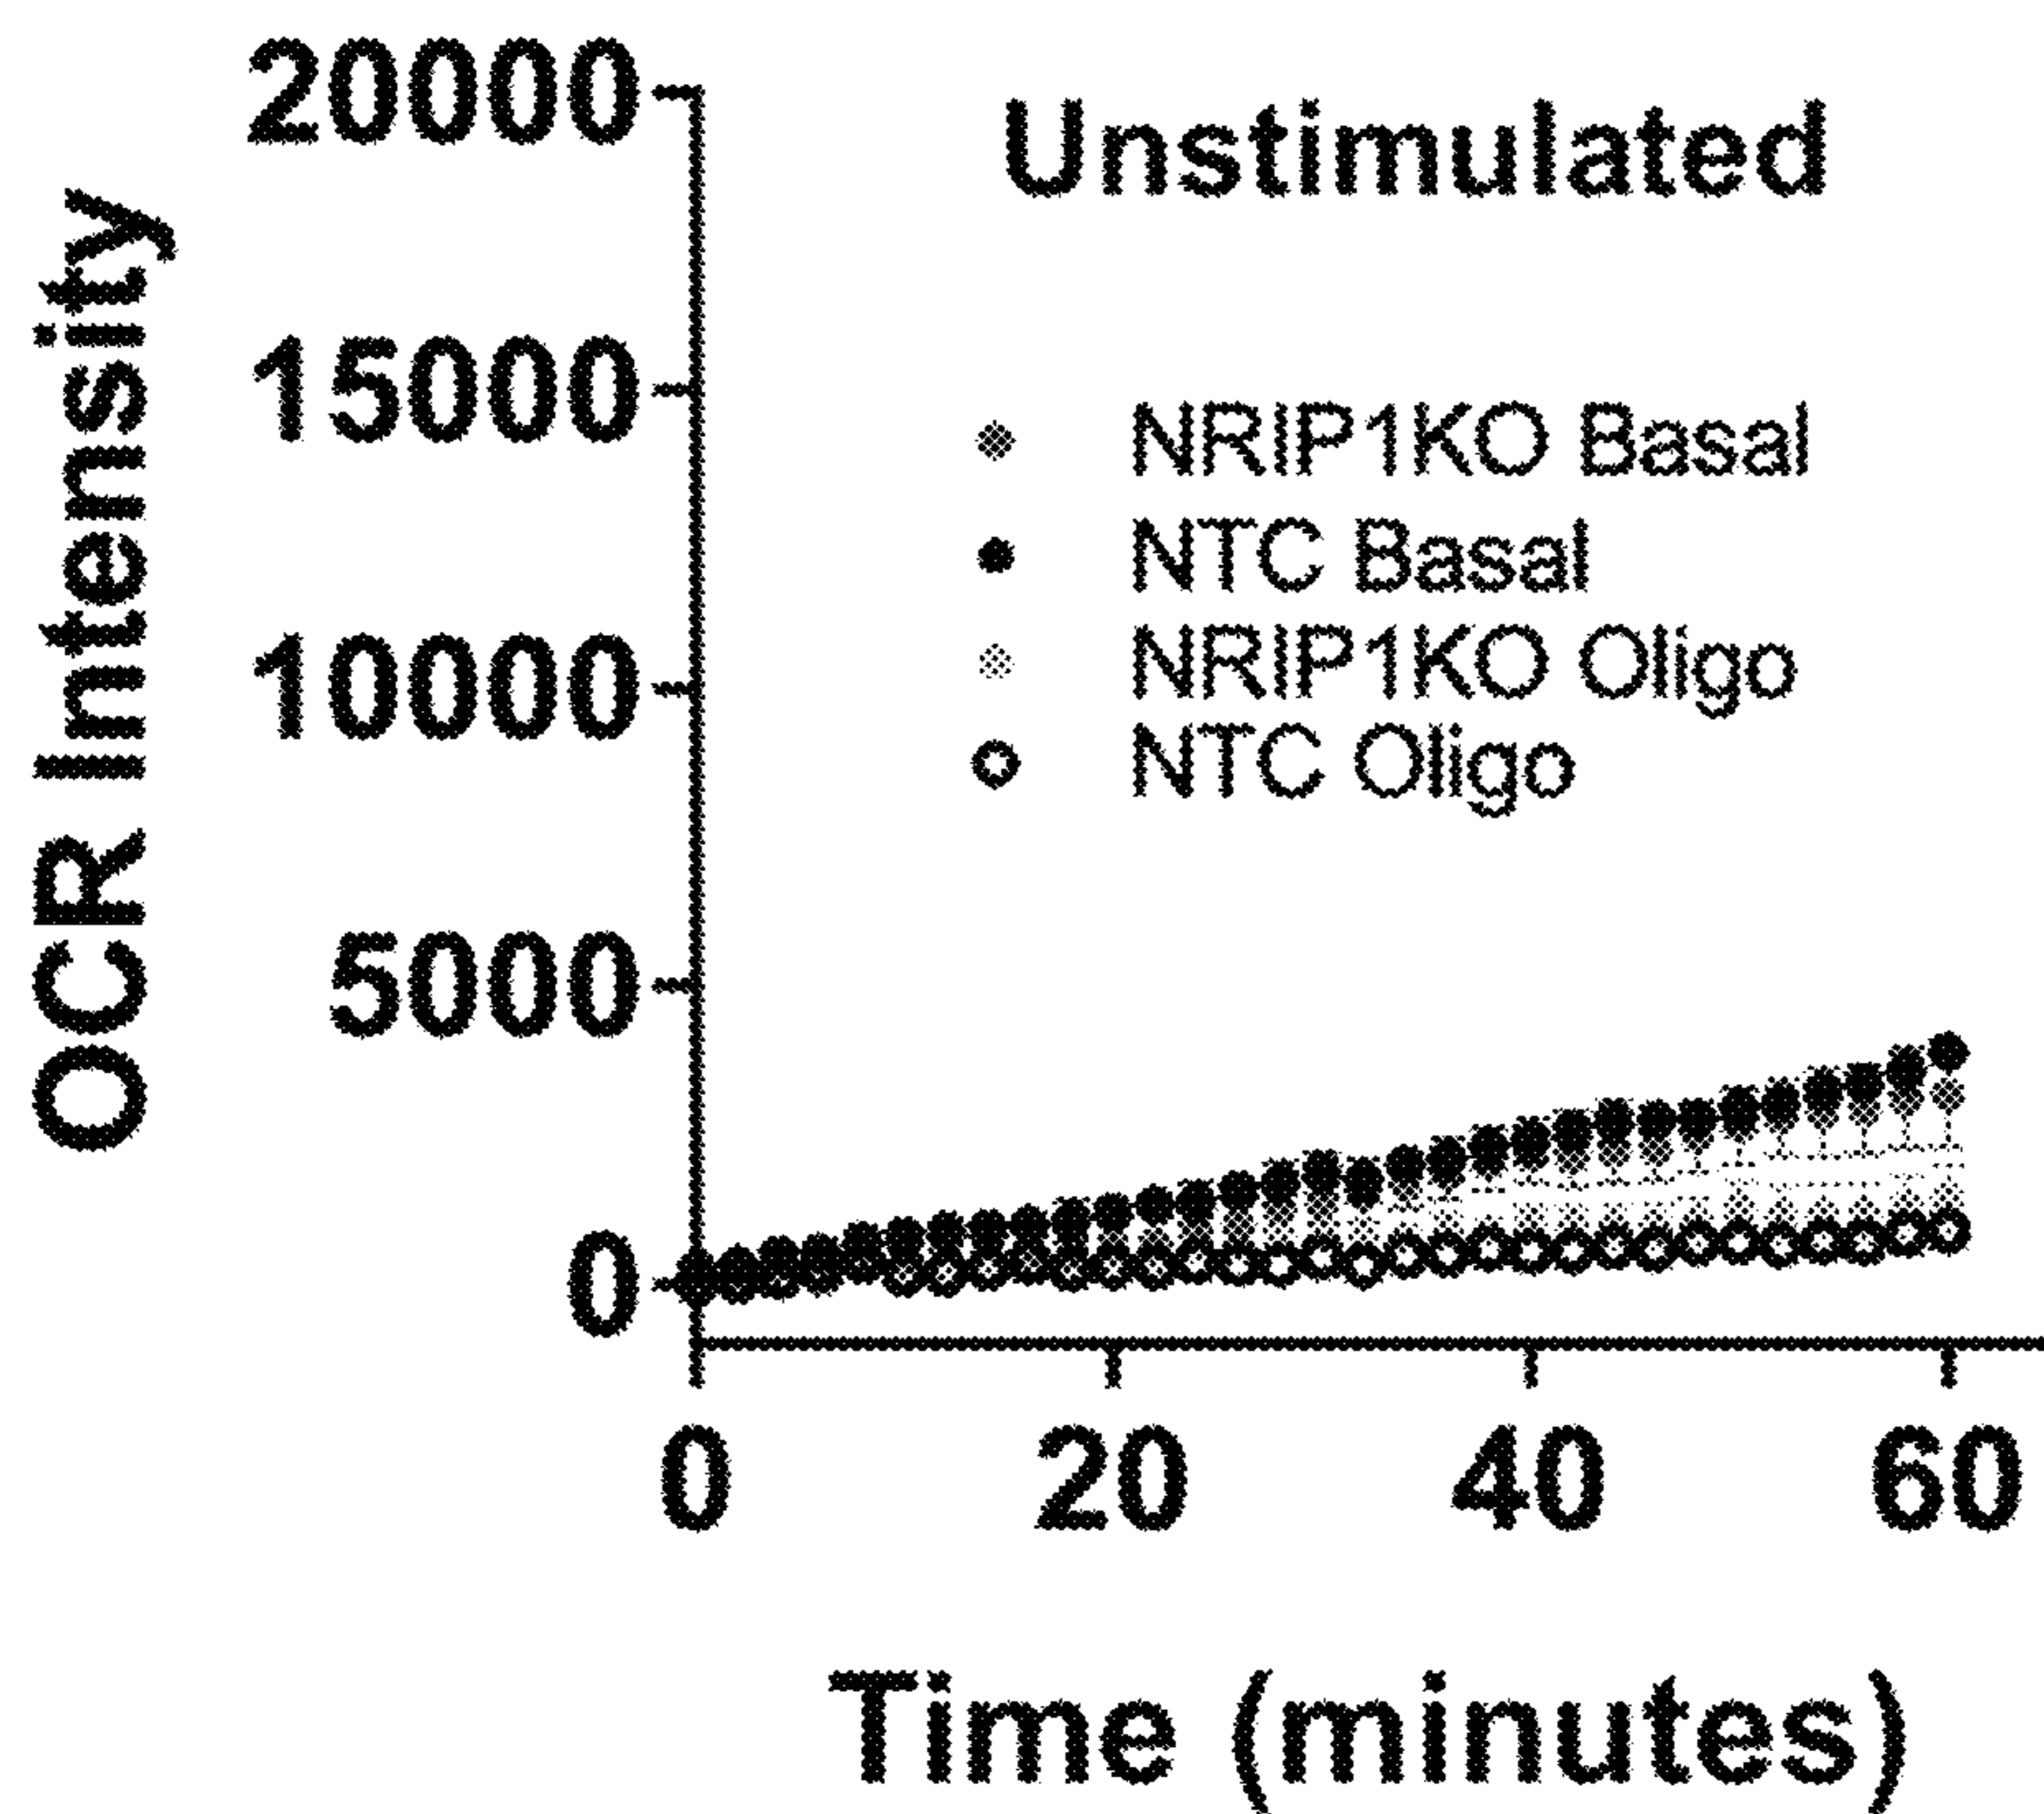 Unstimulated
OCR Intensity
20000
15000
10000
5000
0
NRIP1KO Basal
NTC Basal
NRIP1KO Oligo
NTC Oligo
0 20 40 60
Time (minutes)